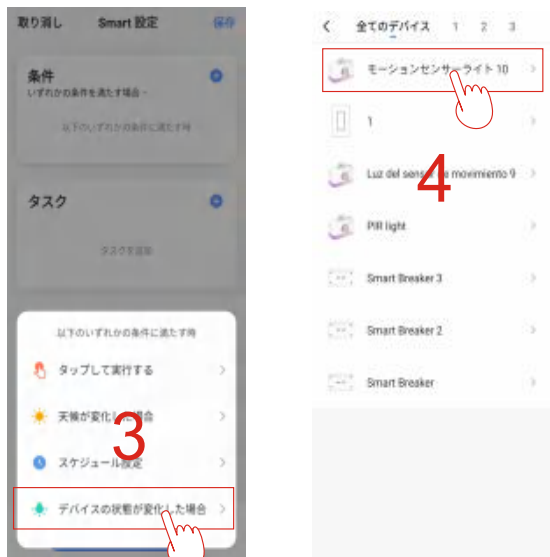 取り消し Smart 設定 保存
条件
いずれかの条件を満たす場合
以下のいずれかの条件に満たす時
タスク
タスクを追加
以下のいずれかの条件に満たす時
タップして実行する
天候が変化した場合
3
スケジュール設定
デバイスの状態が変化した場合
全てのデバイス 1 2 3
モーションセンサーライト 10
1
Luz del sensor de movimiento 9
4
PIR light
Smart Breaker 3
Smart Breaker 2
Smart Breaker